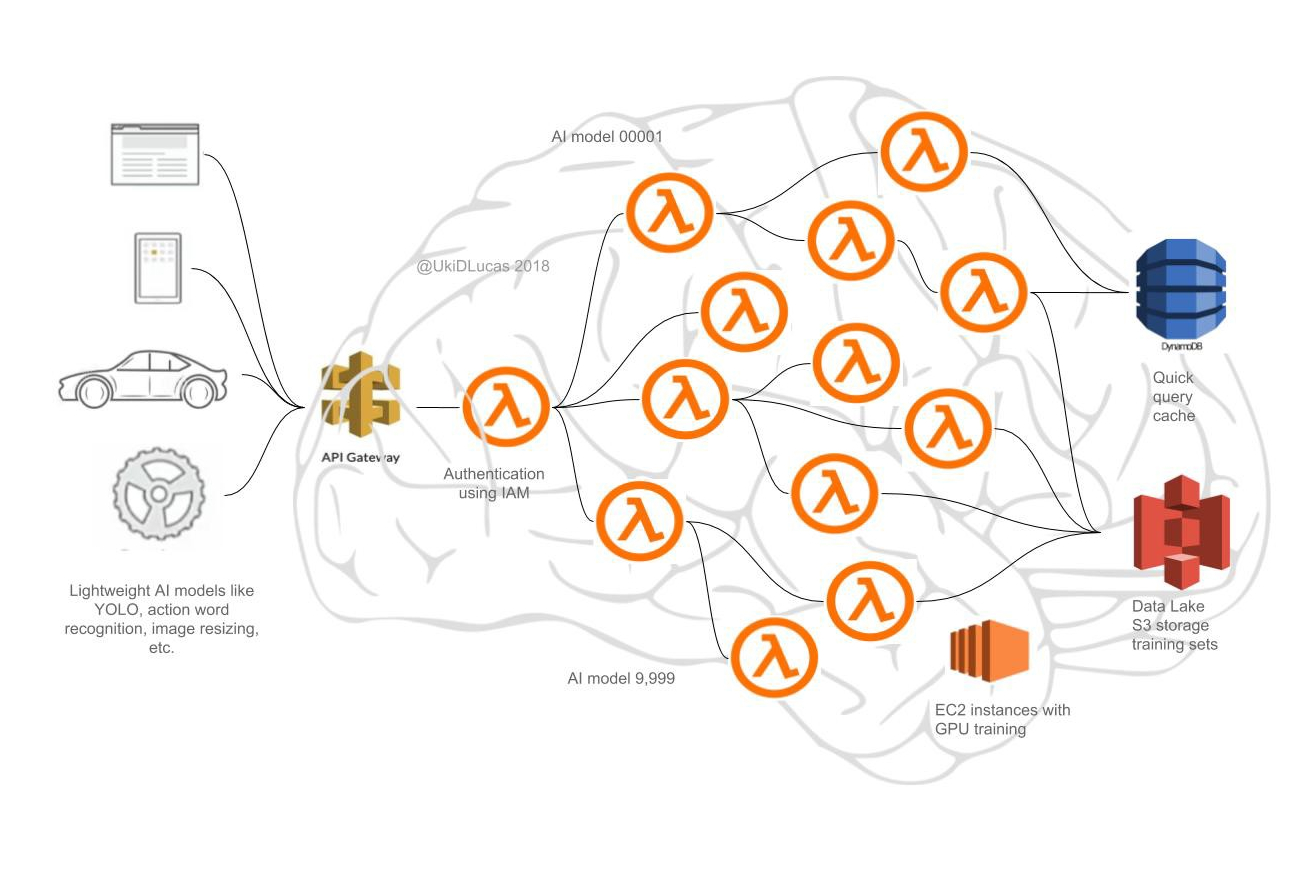 AI model 00001
@UkiDLucas 2018
DynamoDB
Quick
query
cache
API Gateway
Authentication
using IAM
Lightweight AI models like
YOLO, action word
recognition, image resizing,
etc.
Data Lake
S3 storage
training sets
AI model 9,999
EC2 instances with
GPU training